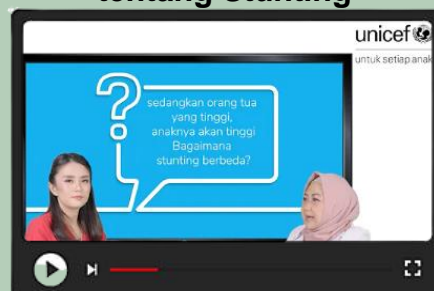 tentang Stunting
unicef
untuk setiap anak
sedangkan orang tua
yang tinggi,
anaknya akan tinggi
Bagaimana
stunting berbeda?